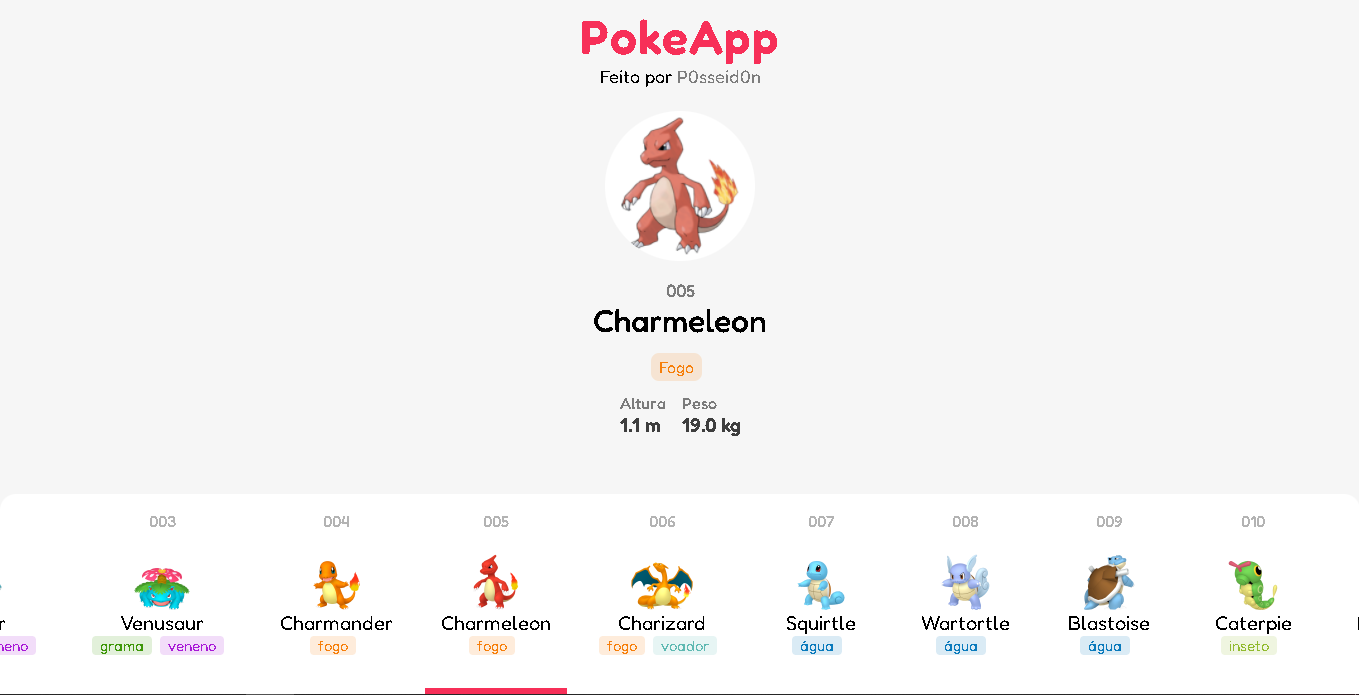 PokeApp
Feito por P0sseid0n
005
Charmeleon
Fogo
Altura Peso
1.1 m 19.0 kg
003 004 005 006 007 008 009 010
r Venusaur Charmander Charmeleon Charizard Squirtle Wartortle Blastoise Caterpie
neno grama veneno fogo fogo fogo voador água água água inseto